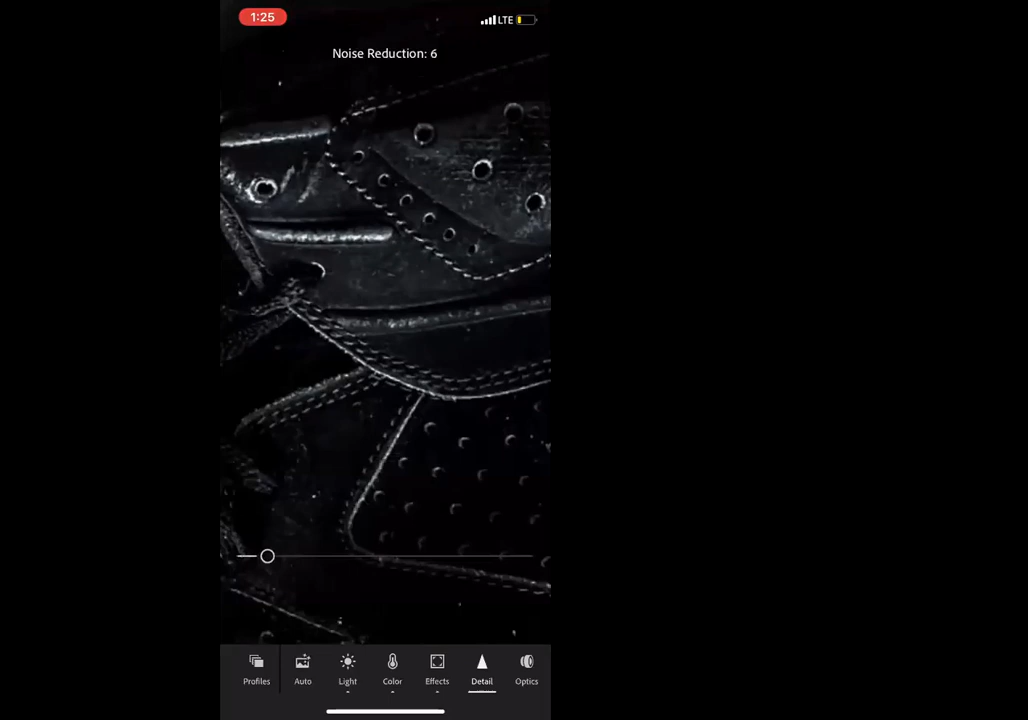 1:25
LTE
Noise Reduction: 6
Profiles
Auto
Light
Color
Effects
Detail
Optics